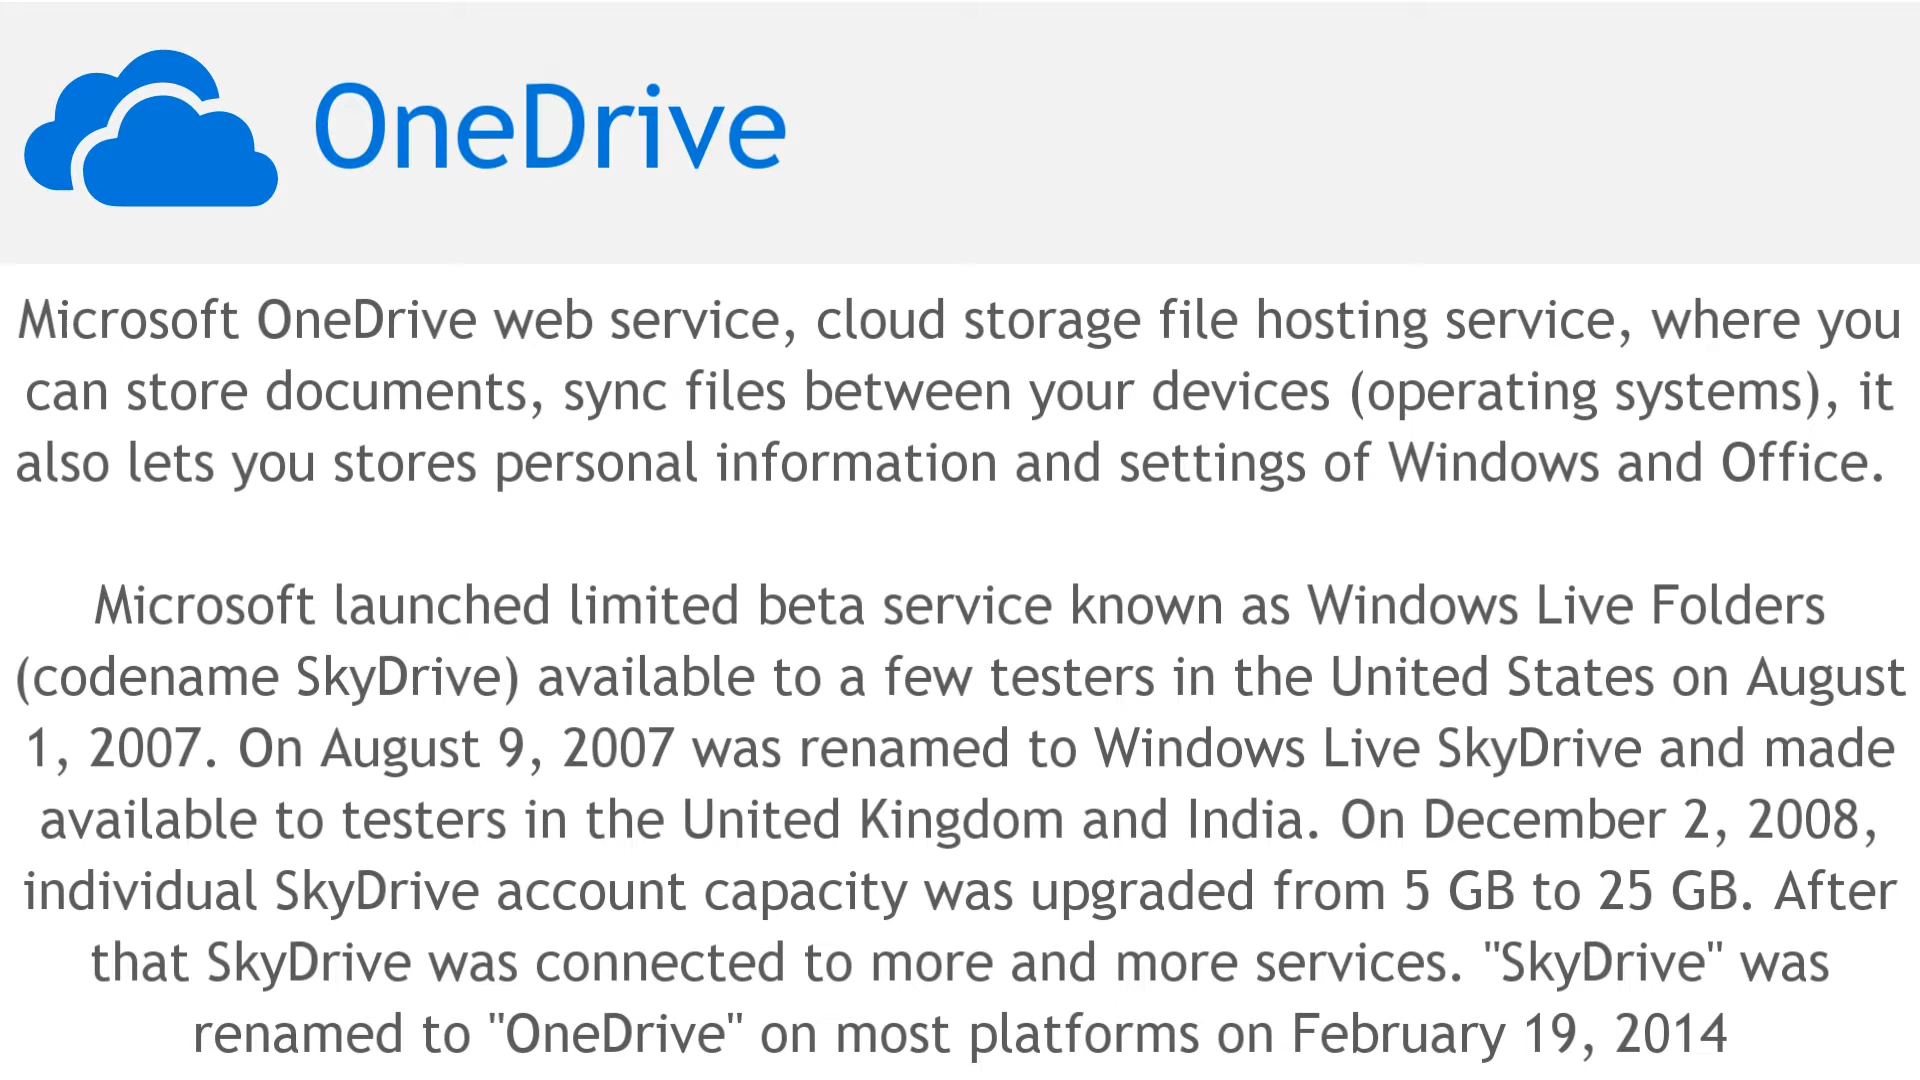 OneDrive
Microsoft OneDrive web service, cloud storage file hosting service, where you
can store documents, sync files between your devices (operating systems), it
also lets you stores personal information and settings of Windows and Office.
Microsoft launched limited beta service known as Windows Live Folders
(codename SkyDrive) available to a few testers in the United States on August
1, 2007. On August 9, 2007 was renamed to Windows Live SkyDrive and made
available to testers in the United Kingdom and India. On December 2, 2008,
individual SkyDrive account capacity was upgraded from 5 GB to 25 GB. After
that SkyDrive was connected to more and more services. "SkyDrive" was
renamed to "OneDrive" on most platforms on February 19, 2014